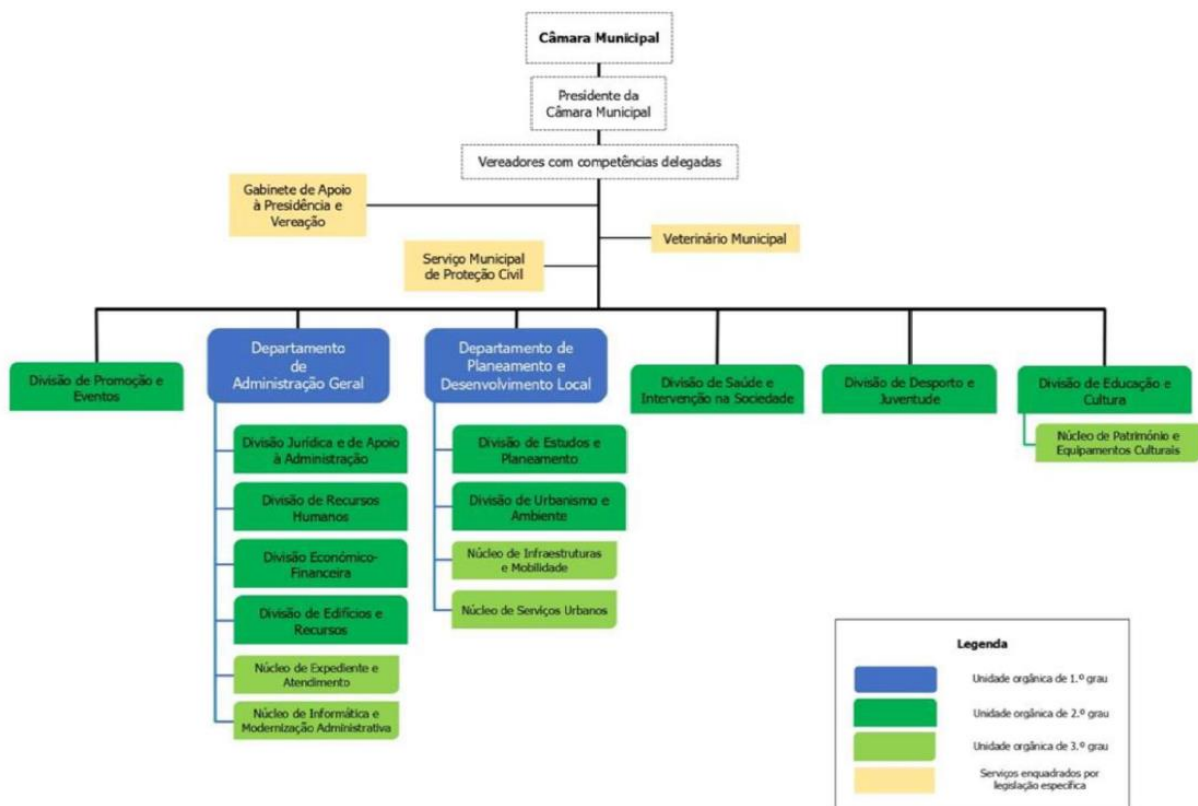 Câmara Municipal
Presidente da
Câmara Municipal
Vereadores com competências delegadas
Gabinete de Apoio
à Presidência e
Vereação
Veterinário Municipal
Serviço Municipal
de Proteção Civil
Divisão de Promoção e
Eventos
Departamento
de
Administração Geral
Departamento de
Planeamento e
Desenvolvimento Local
Divisão de Saúde e
Intervenção na Sociedade
Divisão de Desporto e
Juventude
Divisão de Educação e
Cultura
Núcleo de Património e
Equipamentos Culturais
Divisão Jurídica e de Apoio
à Administração
Divisão de Recursos
Humanos
Divisão Económico-
Financeira
Divisão de Edifícios e
Recursos
Núcleo de Expediente e
Atendimento
Núcleo de Informática e
Modernização Administrativa
Divisão de Estudos e
Planeamento
Divisão de Urbanismo e
Ambiente
Núcleo de Infraestruturas
e Mobilidade
Núcleo de Serviços Urbanos
Legenda
Unidade orgânica de 1.º grau
Unidade orgânica de 2.º grau
Unidade orgânica de 3.º grau
Serviços enquadrados por
legislação específica